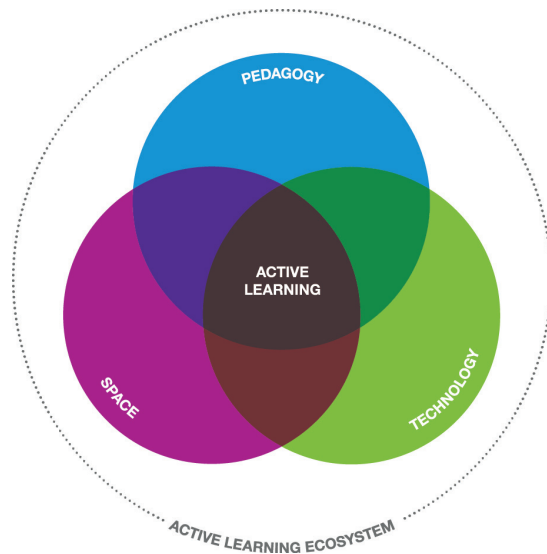 PEDAGOGY
ACTIVE
LEARNING
SPACE
TECHNOLOGY
ACTIVE LEARNING ECOSYSTEM